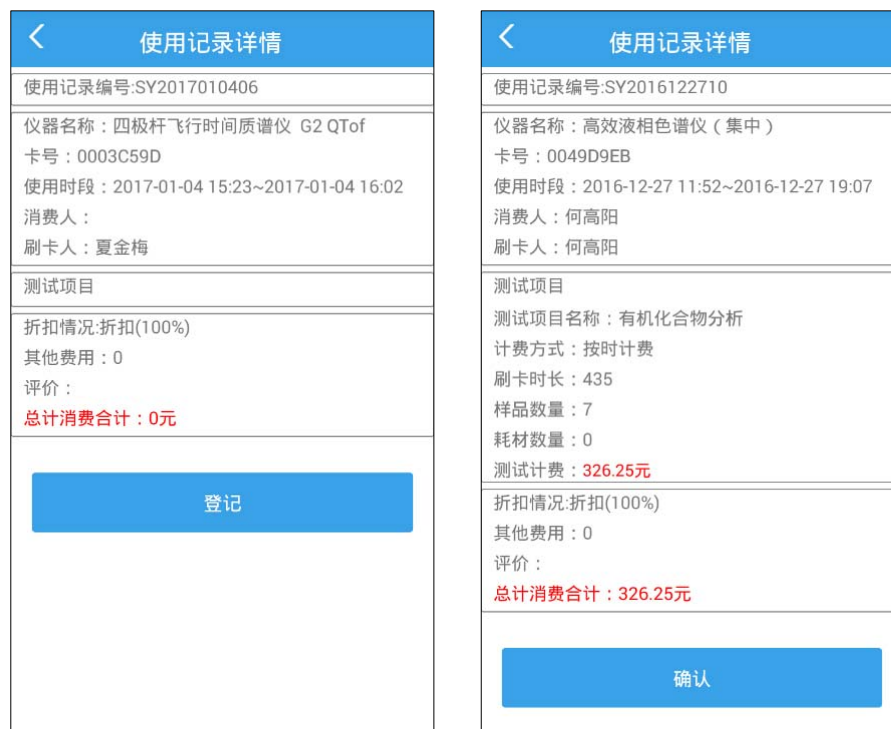 使用记录详情
使用记录编号:SY2017010406
仪器名称：四极杆飞行时间质谱仪 G2 QTof
卡号：0003C59D
使用时段：2017-01-04 15:23~2017-01-04 16:02
消费人：
刷卡人：夏金梅
测试项目
折扣情况:折扣(100%)
其他费用：0
评价：
总计消费合计：0元
登记
使用记录详情
使用记录编号:SY2016122710
仪器名称：高效液相色谱仪（集中）
卡号：0049D9EB
使用时段：2016-12-27 11:52~2016-12-27 19:07
消费人：何高阳
刷卡人：何高阳
测试项目
测试项目名称：有机化合物分析
计费方式：按时计费
刷卡时长：435
样品数量：7
耗材数量：0
测试计费：326.25元
折扣情况:折扣(100%)
其他费用：0
评价：
总计消费合计：326.25元
确认